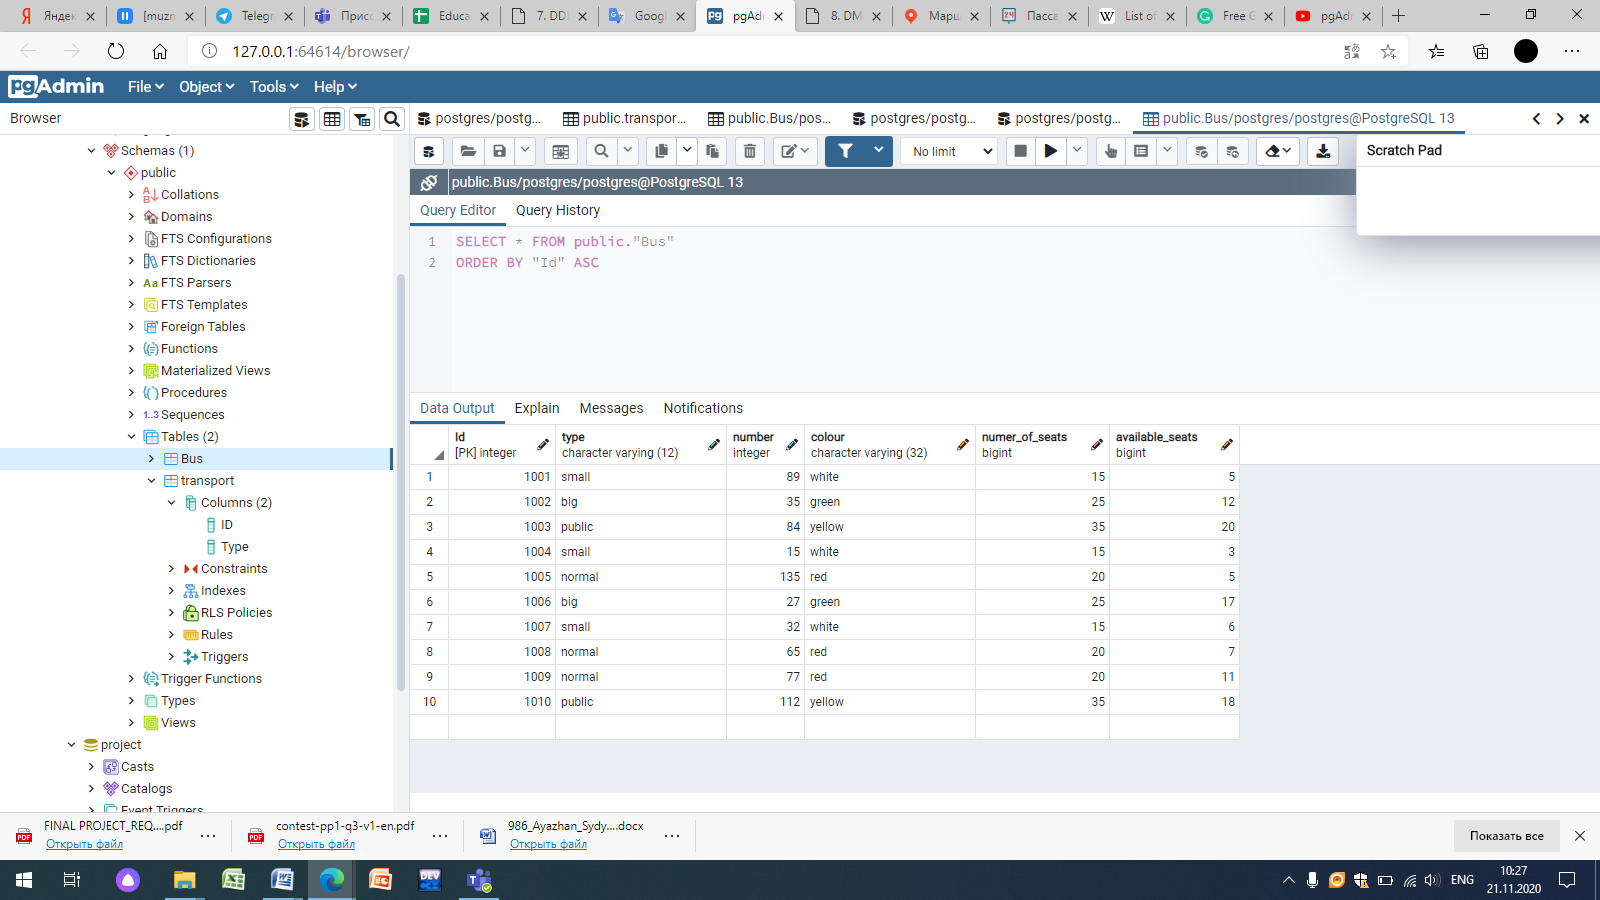 Яндек
[muzn
Telegr
Присо
Educa
7. DDL
Googl
pgAdr
8. DM
Марш
Пасса
List of
Free G
pgAdr
127.0.0.1:64614/browser/
pgAdmin
File
Object
Tools
Help
Browser
postgres/postg...
public.transpor...
public.Bus/pos...
postgres/postg...
postgres/postg...
public.Bus/postgres/postgres@PostgreSQL 13
No limit
Scratch Pad
public.Bus/postgres/postgres@PostgreSQL 13
Query Editor
Query History
1 SELECT * FROM public."Bus"
2 ORDER BY "Id" ASC
Schemas (1)
public
Collations
Domains
FTS Configurations
FTS Dictionaries
FTS Parsers
FTS Templates
Foreign Tables
Functions
Materialized Views
Procedures
Sequences
Tables (2)
Bus
transport
Columns (2)
ID
Type
Constraints
Indexes
RLS Policies
Rules
Triggers
Trigger Functions
Types
Views
project
Casts
Catalogs
Event Triggers
Data Output
Explain
Messages
Notifications
Id type number colour numer_of_seats available_seats
[PK] integer character varying (12) integer character varying (32) bigint bigint
1 1001 small 89 white 15 5
2 1002 big 35 green 25 12
3 1003 public 84 yellow 35 20
4 1004 small 15 white 15 3
5 1005 normal 135 red 20 5
6 1006 big 27 green 25 17
7 1007 small 32 white 15 6
8 1008 normal 65 red 20 7
9 1009 normal 77 red 20 11
10 1010 public 112 yellow 35 18
FINAL PROJECT_REQ....pdf
Открыть файл
contest-pp1-q3-v1-en.pdf
Открыть файл
986_Ayazhan_Sydy....docx
Открыть файл
Показать все
ENG
10:27
21.11.2020